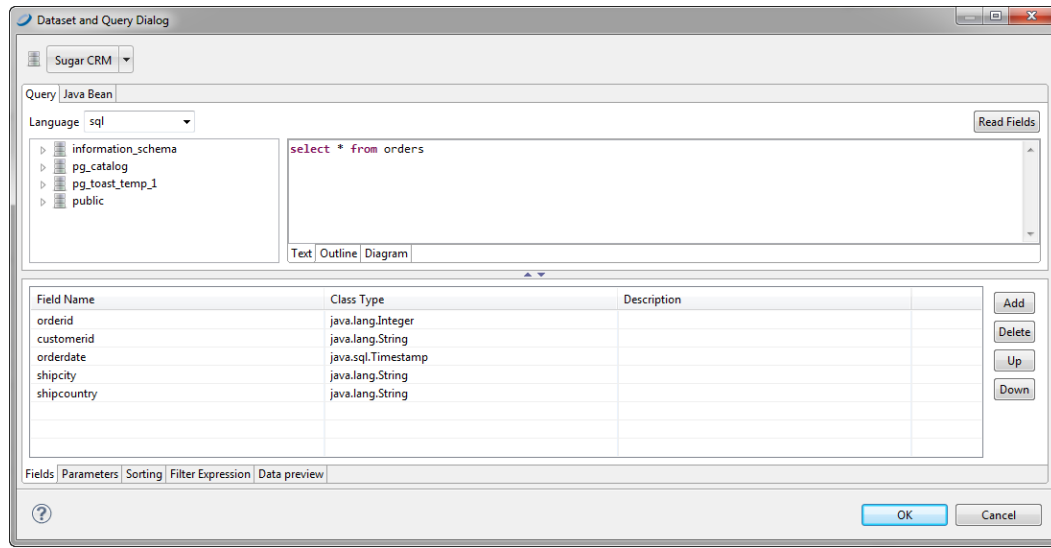 Dataset and Query Dialog
Sugar CRM
Query Java Bean
Language sql Read Fields
information_schema
pg_catalog
pg_toast_temp_1
public
select * from orders
Text Outline Diagram
Field Name Class Type Description
orderid java.lang.Integer
customerid java.lang.String
orderdate java.sql.Timestamp
shipcity java.lang.String
shipcountry java.lang.String
Add
Delete
Up
Down
Fields Parameters Sorting Filter Expression Data preview
? OK Cancel